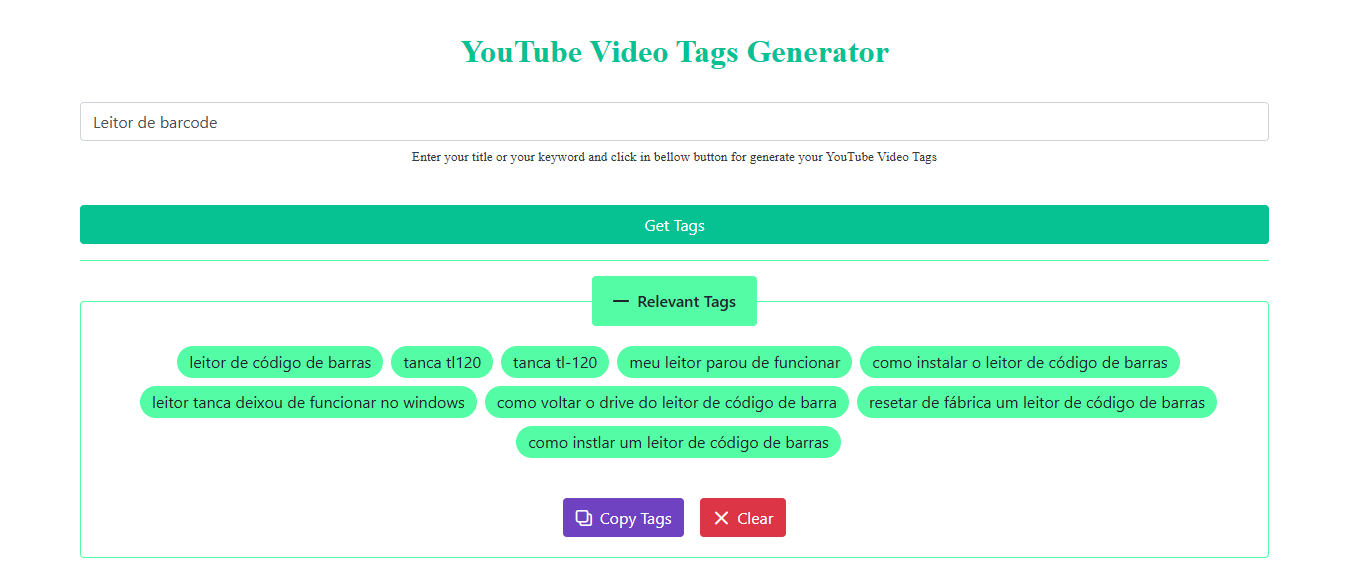 YouTube Video Tags Generator
Leitor de barcode
Enter your title or your keyword and click in bellow button for generate your YouTube Video Tags
Get Tags
Relevant Tags
leitor de código de barras tanca tl120 tanca tl-120 meu leitor parou de funcionar como instalar o leitor de código de barras
leitor tanca deixou de funcionar no windows como voltar o drive do leitor de código de barra resetar de fábrica um leitor de código de barras
como instlar um leitor de código de barras
Copy Tags Clear